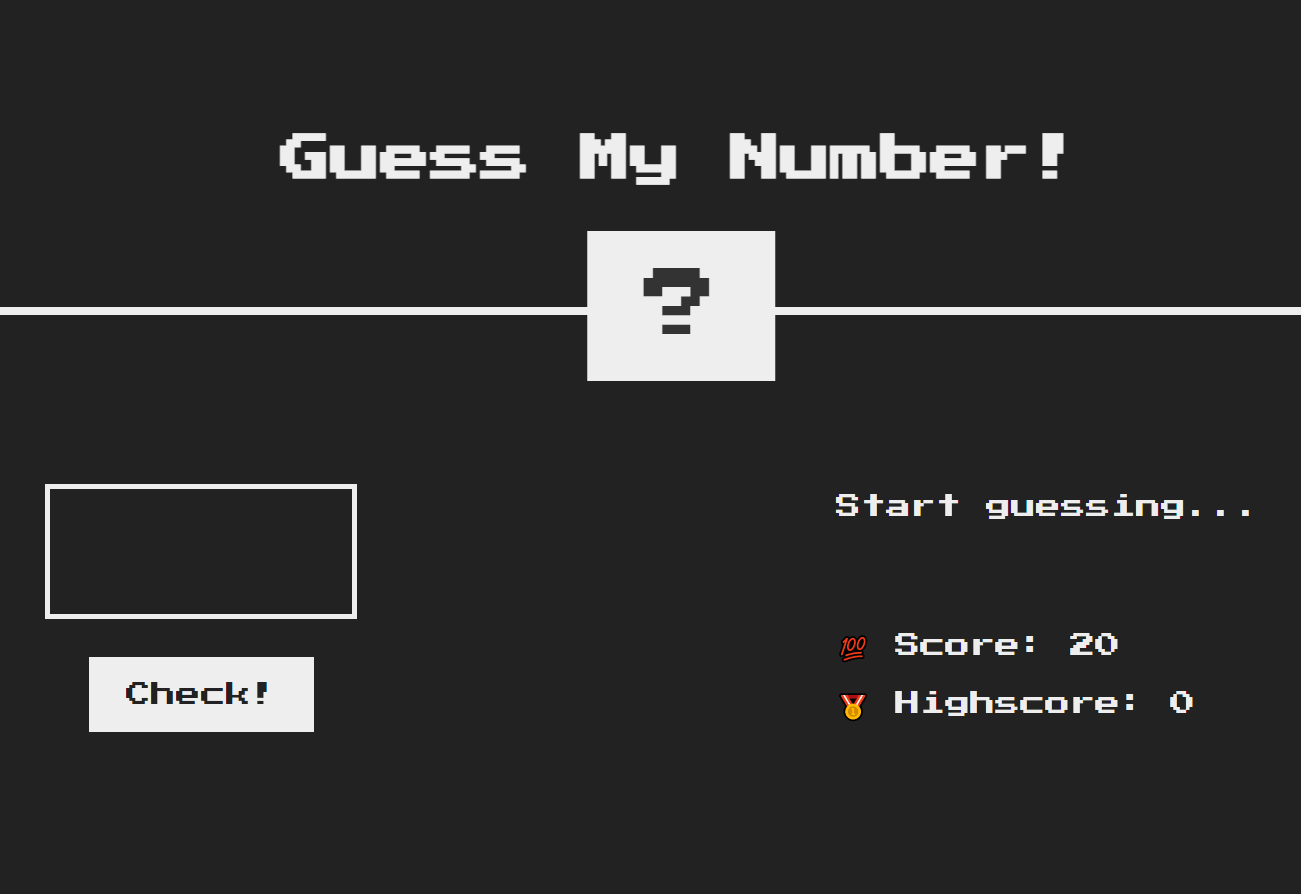 Guess My Number!
?
Start guessing...
Check!
💯 Score: 20
🥇 Highscore: 0